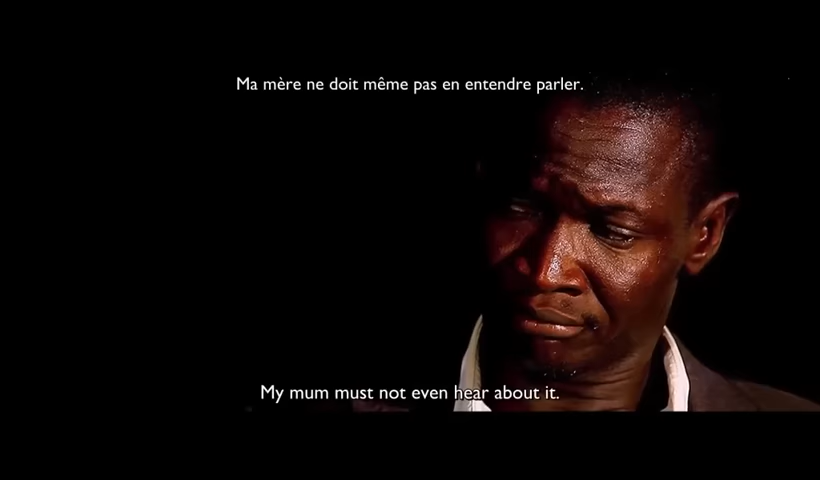 Ma mère ne doit même pas en entendre parler.
My mum must not even hear about it.